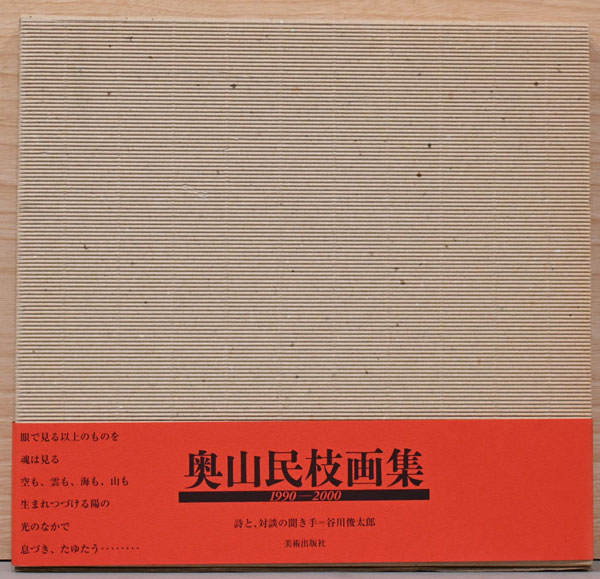 眼で見る以上のものを
魂は見る
空も、雲も、海も、山も
生まれつづける陽の
光のなかで
息づき、たゆたう‥‥‥‥
奥山民枝画集
1990—2000
詩と、対談の聞き手=谷川俊太郎
美術出版社